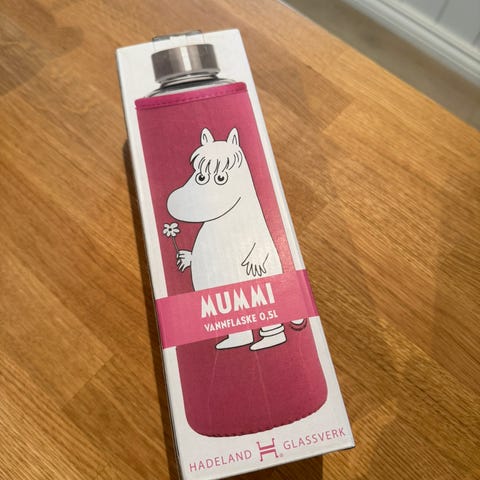 MUMMI
VANNFLASKE 0,5L
HADELAND H® GLASSVERK